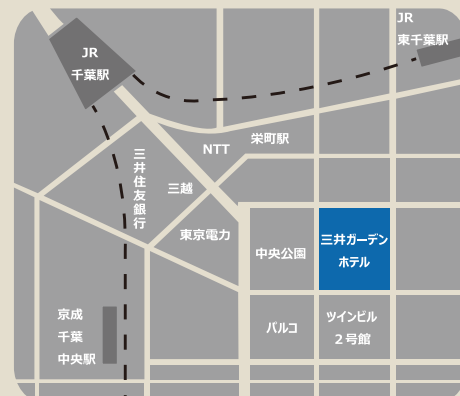 JR
東千葉駅
JR
千葉駅
栄町駅
NTT
三井住友銀行
三越
東京電力
中央公園
三井ガーデン
ホテル
京成
千葉
中央駅
パルコ
ツインビル
２号館